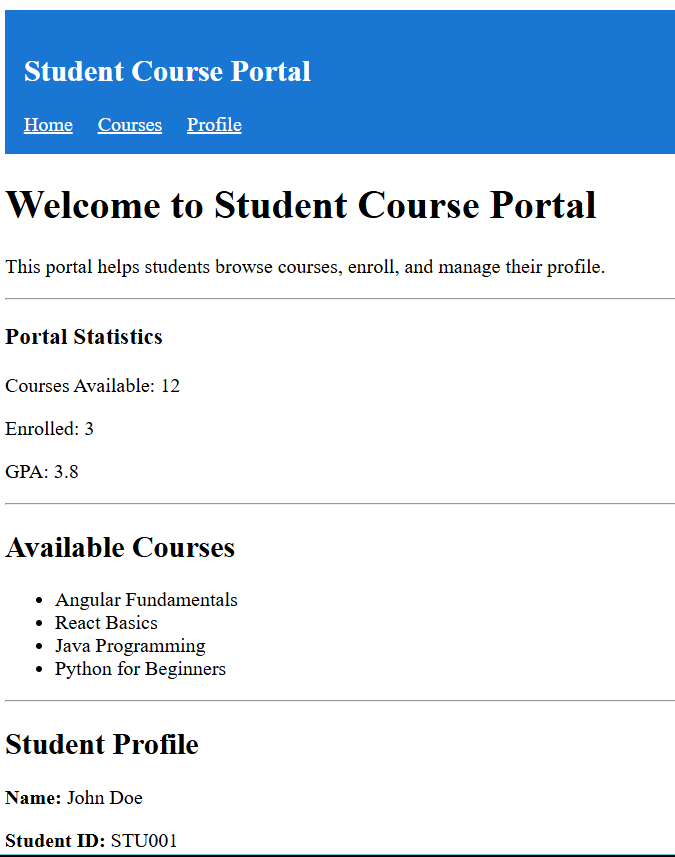 Student Course Portal
Home Courses Profile
Welcome to Student Course Portal
This portal helps students browse courses, enroll, and manage their profile.
Portal Statistics
Courses Available: 12
Enrolled: 3
GPA: 3.8
Available Courses
Angular Fundamentals
React Basics
Java Programming
Python for Beginners
Student Profile
Name: John Doe
Student ID: STU001